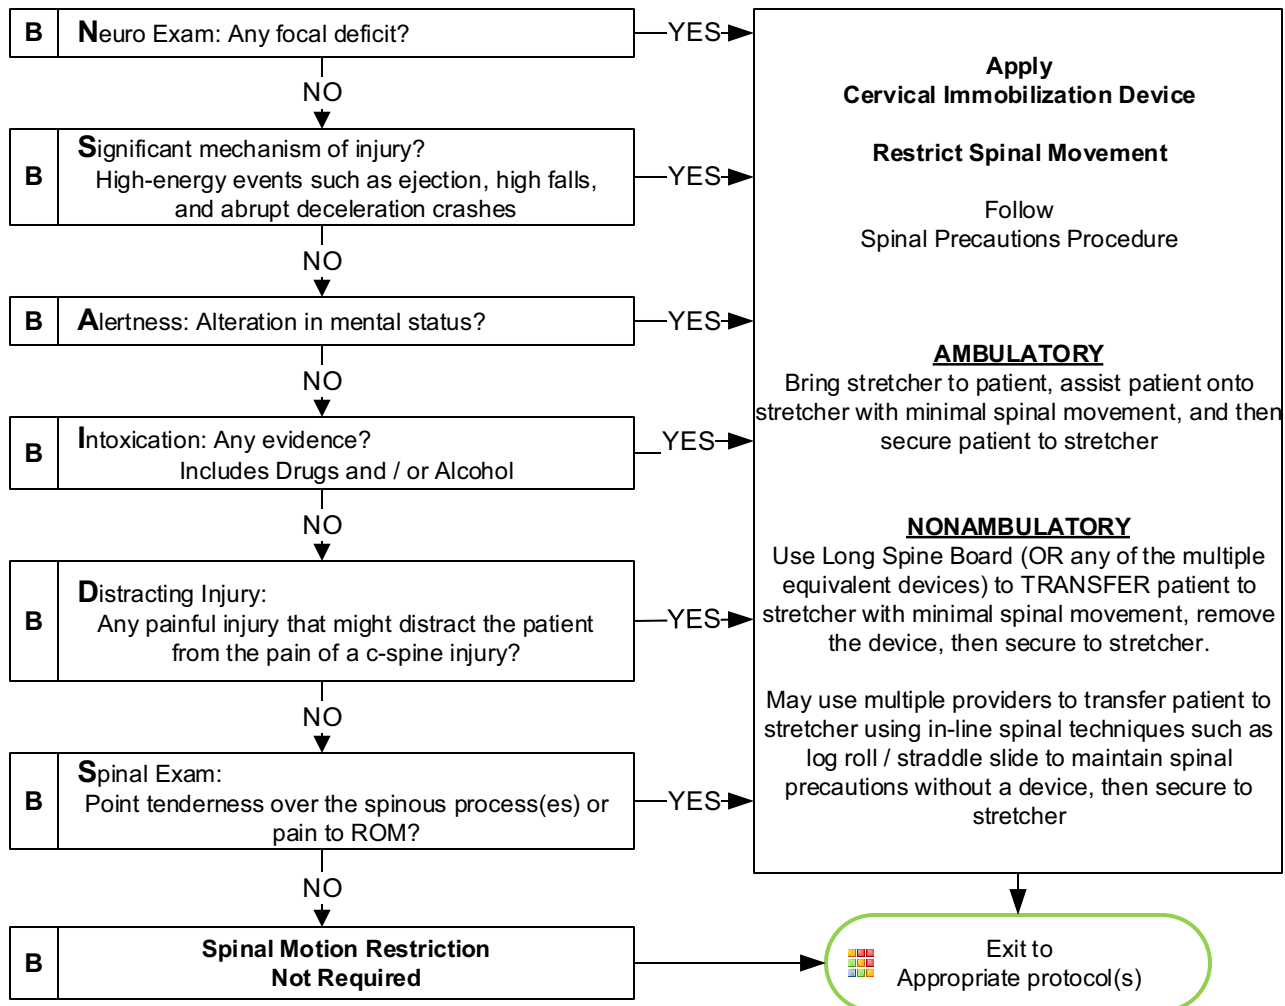 B
Neuro Exam: Any focal deficit?
YES
NO
B
Significant mechanism of injury?
High-energy events such as ejection, high falls,
and abrupt deceleration crashes
YES
NO
B
Alertness: Alteration in mental status?
YES
NO
B
Intoxication: Any evidence?
Includes Drugs and / or Alcohol
YES
NO
B
Distracting Injury:
Any painful injury that might distract the patient
from the pain of a c-spine injury?
YES
NO
B
Spinal Exam:
Point tenderness over the spinous process(es) or
pain to ROM?
YES
NO
B
Spinal Motion Restriction
Not Required
Apply
Cervical Immobilization Device
Restrict Spinal Movement
Follow
Spinal Precautions Procedure
AMBULATORY
Bring stretcher to patient, assist patient onto
stretcher with minimal spinal movement, and then
secure patient to stretcher
NONAMBULATORY
Use Long Spine Board (OR any of the multiple
equivalent devices) to TRANSFER patient to
stretcher with minimal spinal movement, remove
the device, then secure to stretcher.
May use multiple providers to transfer patient to
stretcher using in-line spinal techniques such as
log roll / straddle slide to maintain spinal
precautions without a device, then secure to
stretcher
Exit to
Appropriate protocol(s)